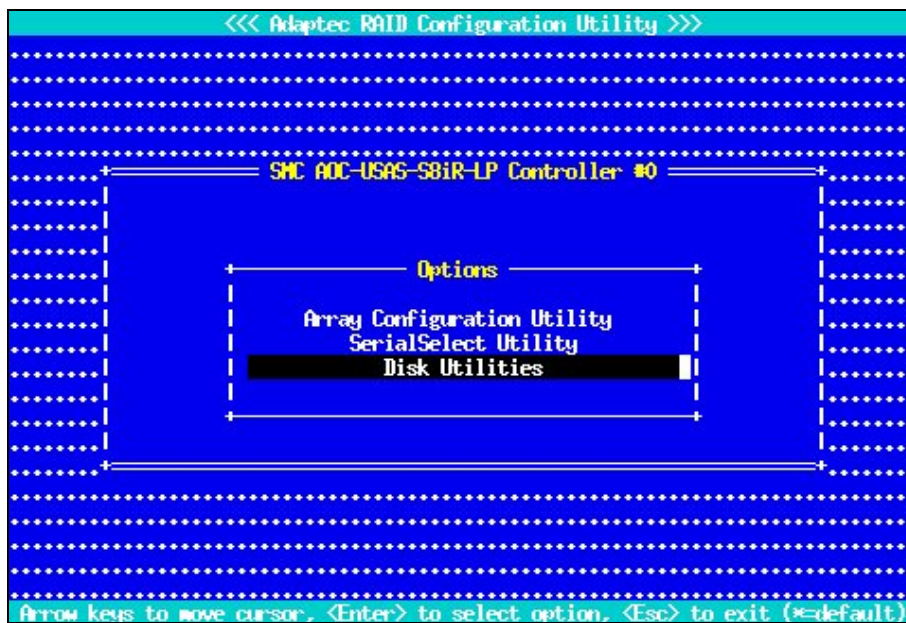 <<< Adaptec RAID Configuration Utility >>>
SMC AOC-USAS-S8iR-LP Controller #0
Options
Array Configuration Utility
SerialSelect Utility
Disk Utilities
Arrow keys to move cursor, <Enter> to select option, <Esc> to exit (*=default)